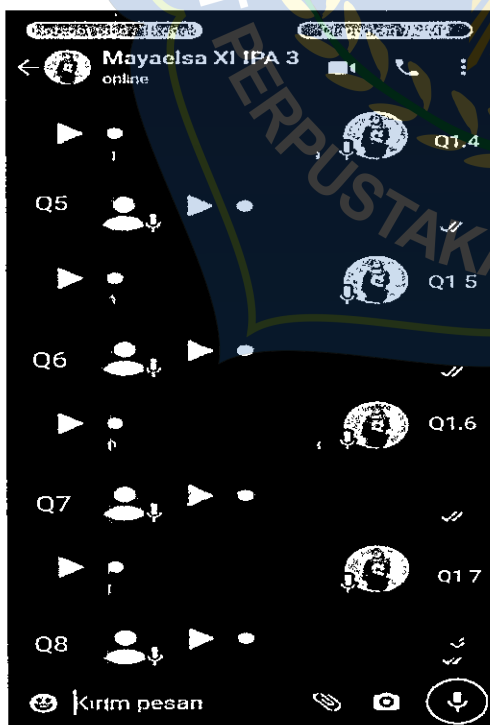 Mayaelsa XI IPA 3
online
Q1.4
Q5
Q1 5
Q6
Q1.6
Q7
Q1 7
Q8
Kirim pesan
PERPUSTAK